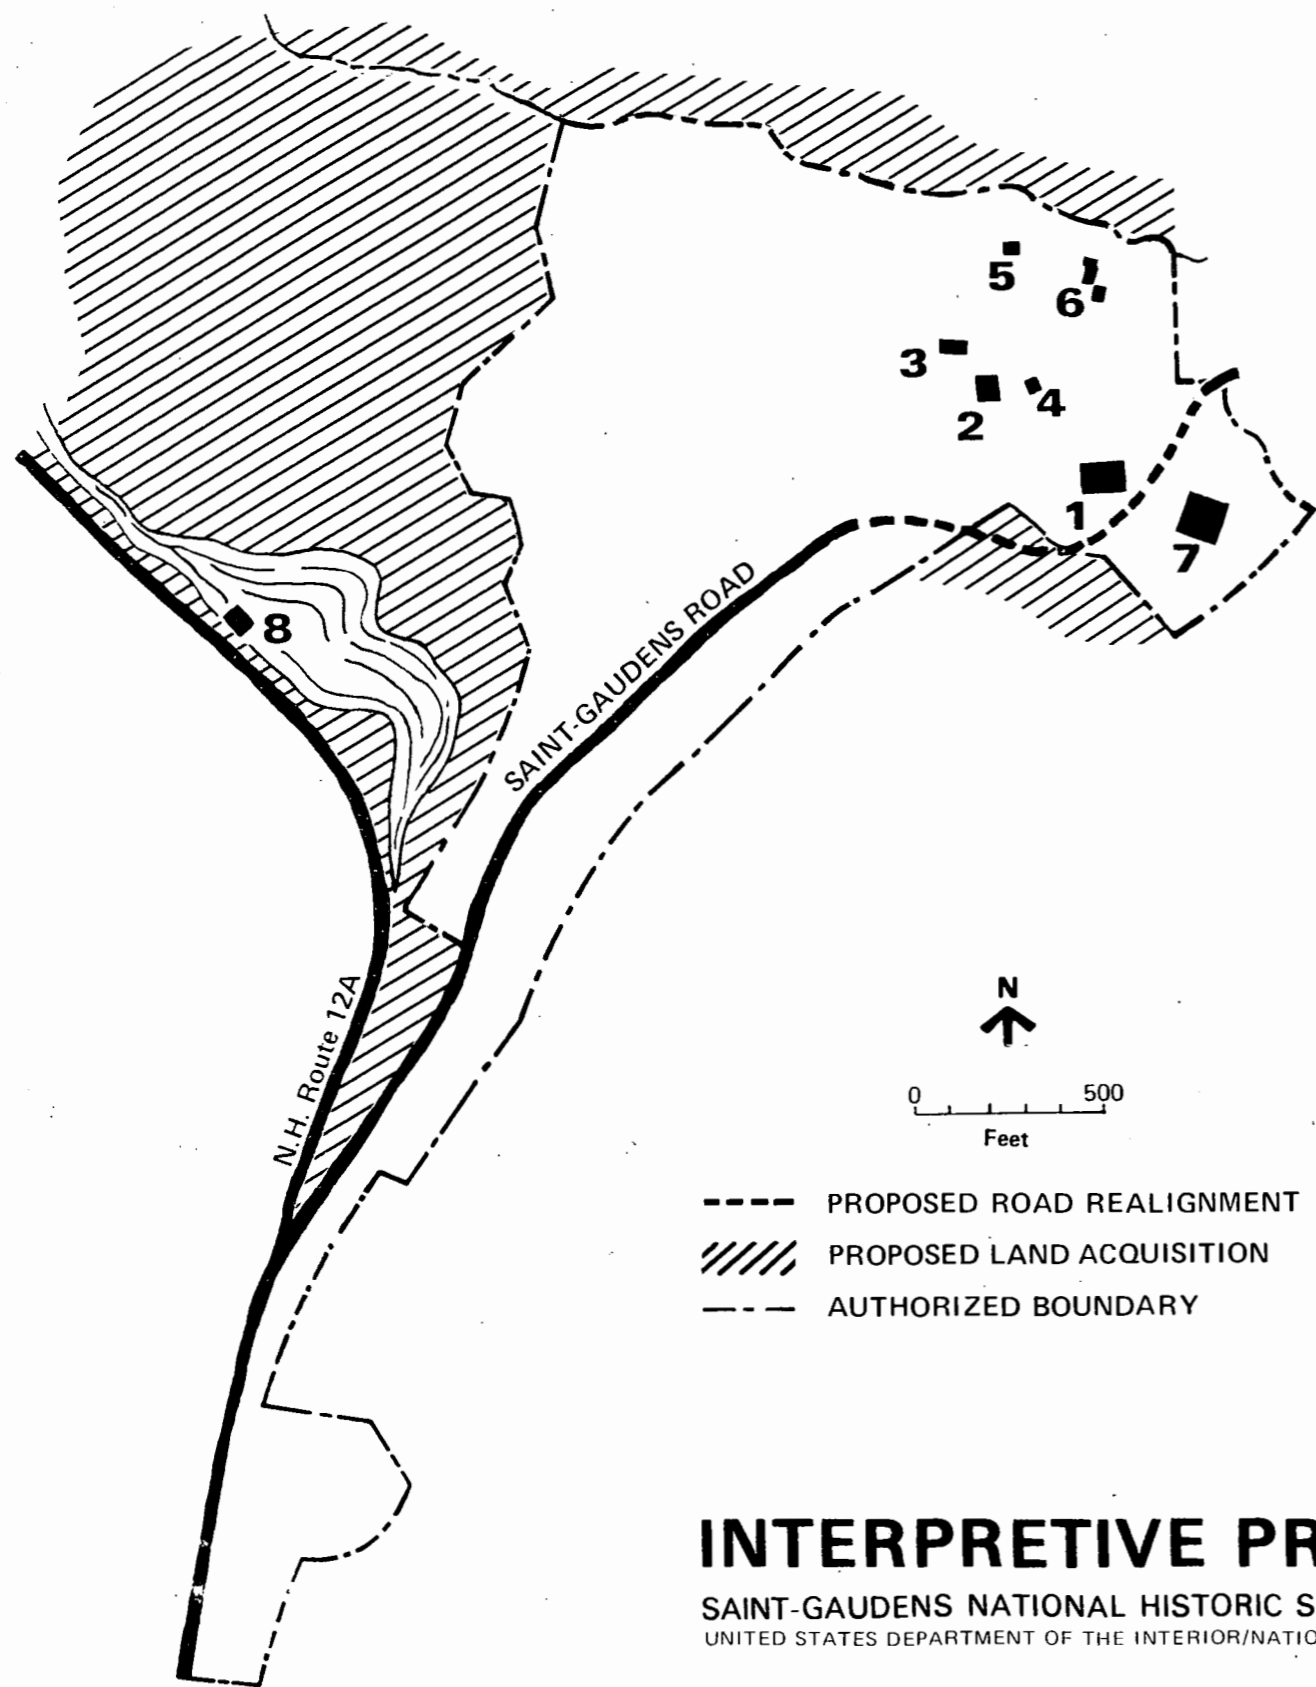 5
6
3
4
2
1
7
8
SAINT-GAUDENS ROAD
N.H. Route 12A
N
0 500
Feet
PROPOSED ROAD REALIGNMENT
PROPOSED LAND ACQUISITION
AUTHORIZED BOUNDARY
INTERPRETIVE PR
SAINT-GAUDENS NATIONAL HISTORIC S
UNITED STATES DEPARTMENT OF THE INTERIOR/NATIO